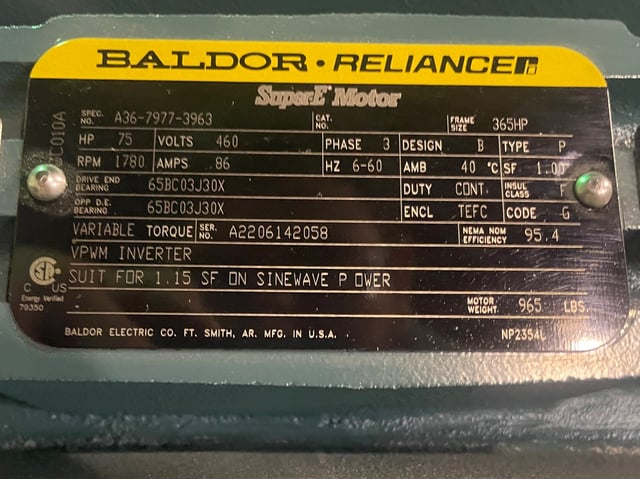 BALDOR • RELIANCE
SuperE Motor
SPEC. NO. A36-7977-3963 CAT. NO. FRAME SIZE 365HP
HP 75 VOLTS 460 PHASE 3 DESIGN B TYPE P
RPM 1780 AMPS 86 HZ 6-60 AMB 40 °C SF 1.00
DRIVE END BEARING 65BC03J30X DUTY CONT. INSUL CLASS F
OPP D.E. BEARING 65BC03J30X ENCL TEFC CODE G
VARIABLE TORQUE SER. NO. A2206142058 NEMA NOM EFFICIENCY 95.4
VPWM INVERTER
SUIT FOR 1.15 SF ON SINEWAVE P OWER
MOTOR WEIGHT 965 LBS.
C US
Energy Verified
79350
BALDOR ELECTRIC CO. FT. SMITH, AR. MFG. IN U.S.A.